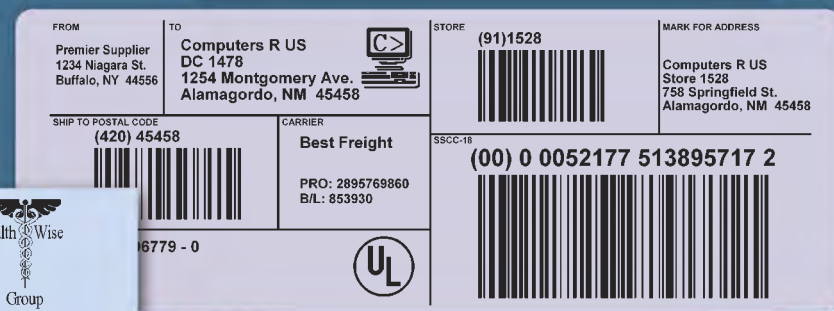 FROM
Premier Supplier
1234 Niagara St.
Buffalo, NY 44556
TO
Computers R US
DC 1478
1254 Montgomery Ave.
Alamagordo, NM 45458
C>
STORE
(91)1528
MARK FOR ADDRESS
Computers R US
Store 1528
758 Springfield St.
Alamagordo, NM 45458
SHIP TO POSTAL CODE
(420) 45458
CARRIER
Best Freight
PRO: 2895769860
B/L: 853930
SSCC-18
(00) 0 0052177 513895717 2
6779 - 0
UL
Wise
Group